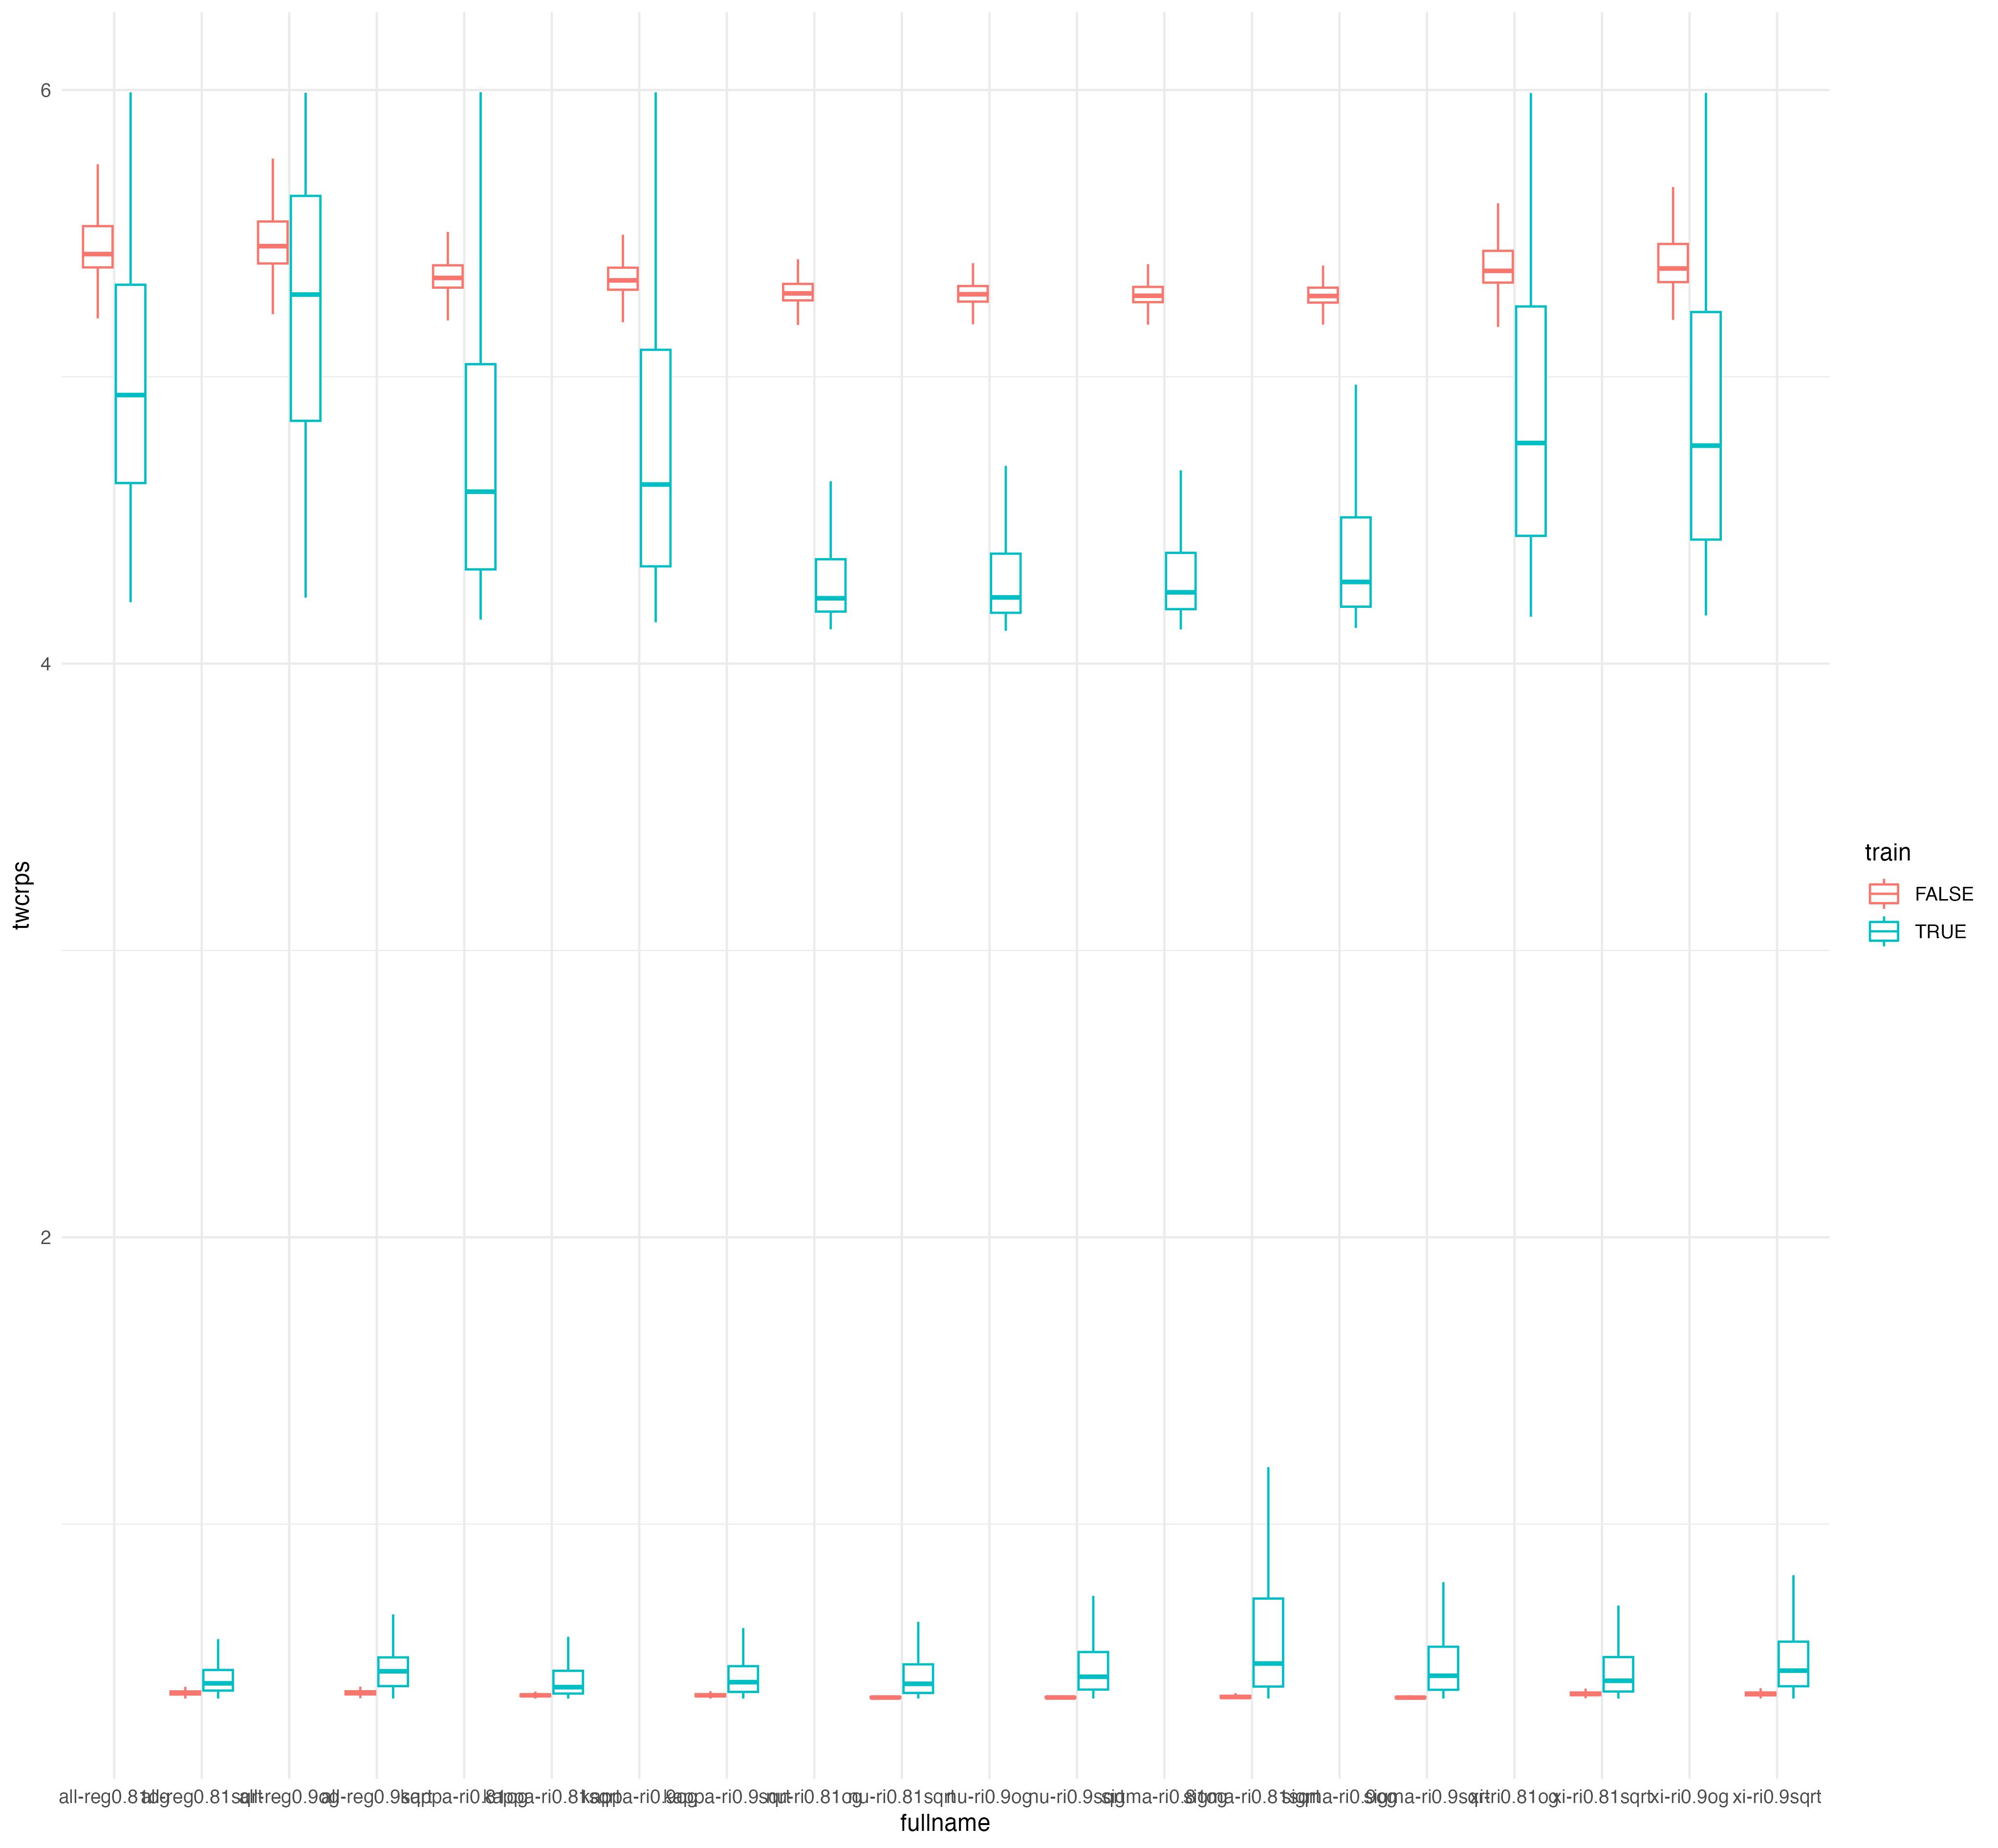 6
4
2
twcrps
all-reg0.81og all-reg0.81sqrt all-reg0.9og all-reg0.9sqrt kappa-ri0.81og kappa-ri0.81sqrt kappa-ri0.9og kappa-ri0.9sqrt nu-ri0.81og nu-ri0.81sqrt nu-ri0.9og nu-ri0.9sqrt sigma-ri0.81og sigma-ri0.81sqrt sigma-ri0.9og sigma-ri0.9sqrt xi-ri0.81og xi-ri0.81sqrt xi-ri0.9og xi-ri0.9sqrt
fullname
train
FALSE
TRUE